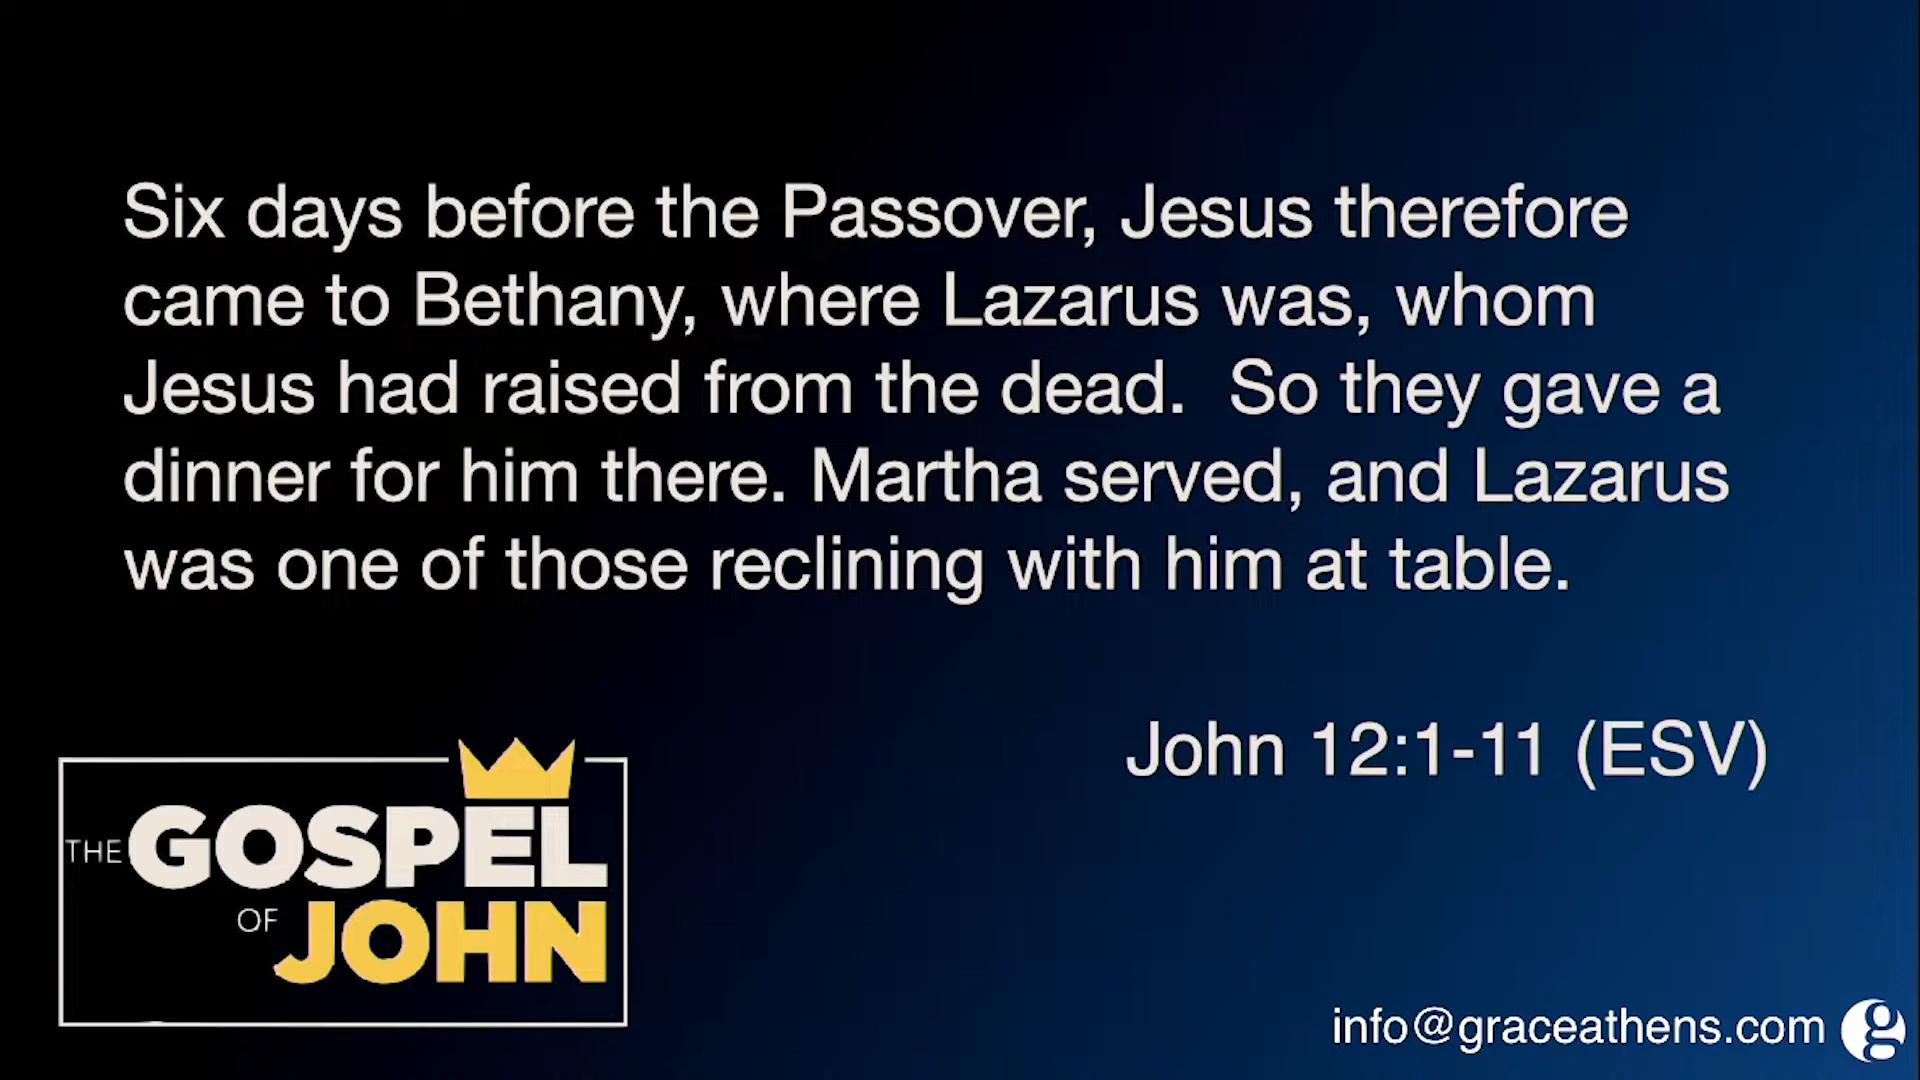 Six days before the Passover, Jesus therefore
came to Bethany, where Lazarus was, whom
Jesus had raised from the dead.  So they gave a
dinner for him there. Martha served, and Lazarus
was one of those reclining with him at table.
John 12:1-11 (ESV)
THE GOSPEL
OF JOHN
info@graceathens.com g